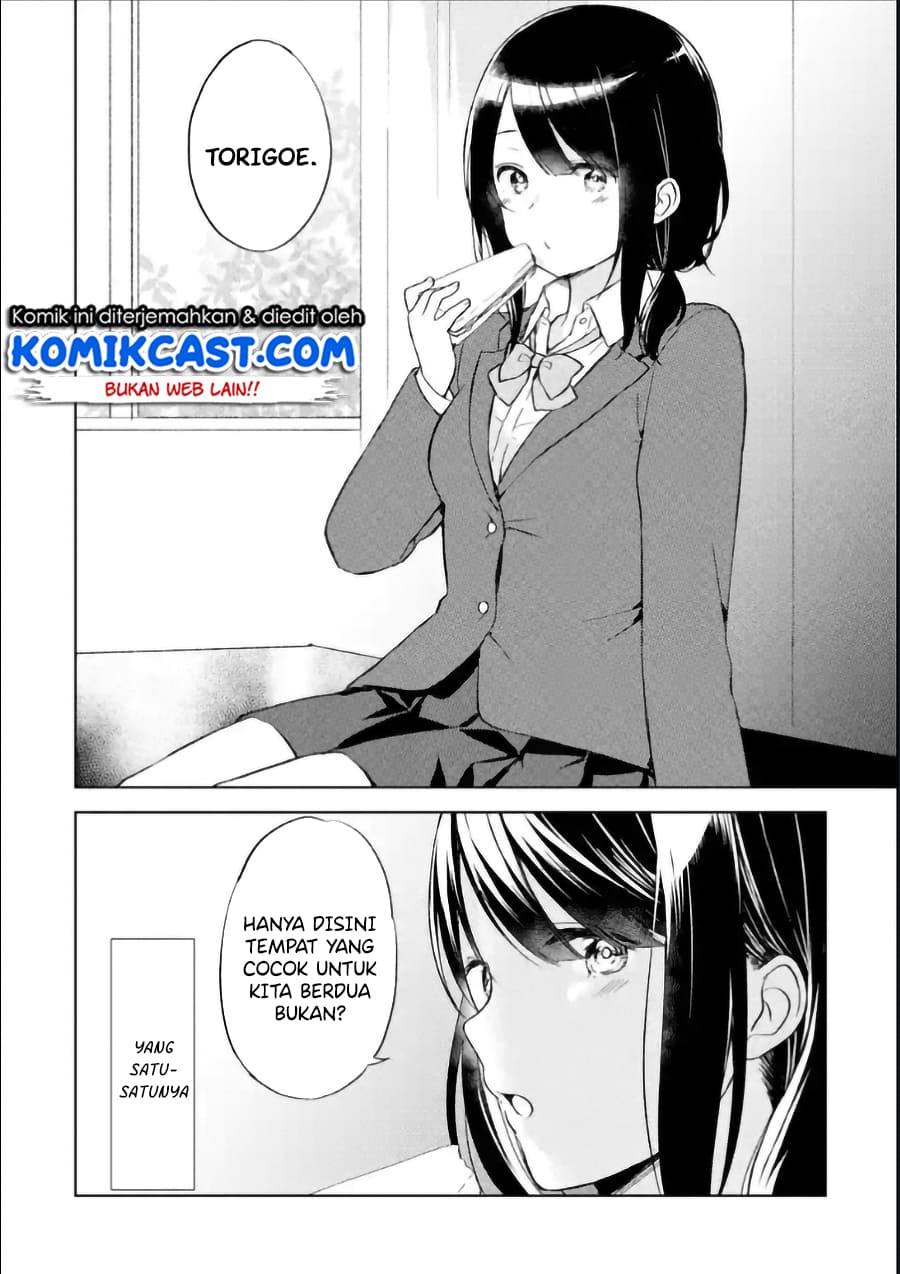 TORIGOE.
Komik ini diterjemahkan & diedit oleh
KOMIKCAST.COM
BUKAN WEB LAIN!!
HANYA DISINI
TEMPAT YANG
COCOK UNTUK
KITA BERDUA
BUKAN?
YANG
SATU-
SATUNYA